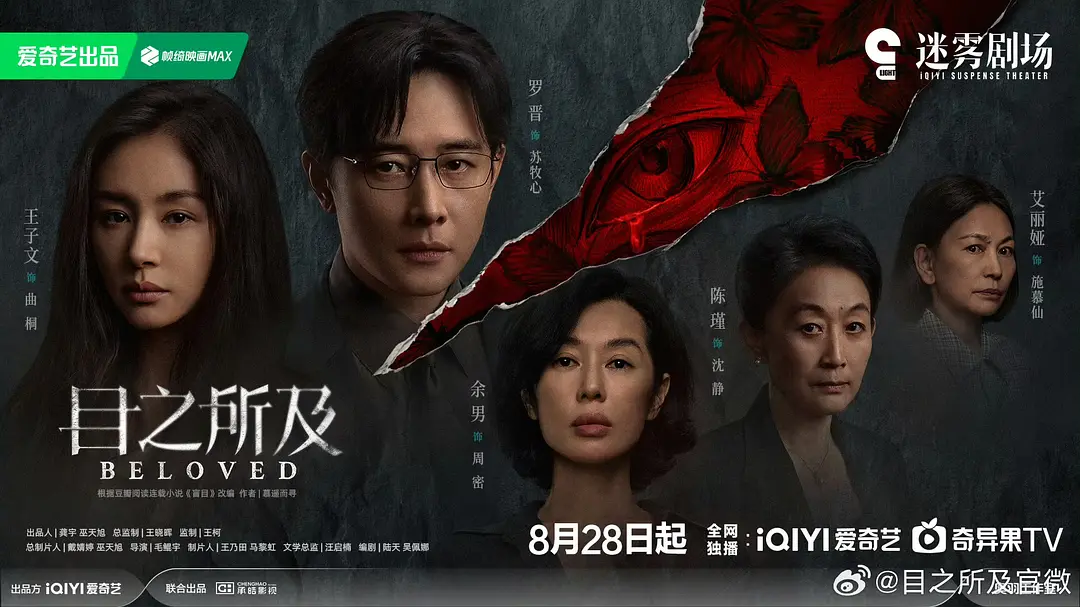 爱奇艺出品
帧绮映画MAX
迷雾剧场
iQIYI SUSPENSE THEATER
LIGHT
罗晋 饰 苏牧心
王子文 饰 曲桐
艾丽娅 饰 施慕仙
陈瑾 饰 沈静
余男 饰 周密
目之所及
BELOVED
根据豆瓣阅读连载小说《盲目》改编 作者|慕遥而寻
出品人|龚宇 巫天旭 总监制|王晓晖 监制|王柯
总制片人|戴婧婷 巫天旭 导演|毛鲲宇 制片人|王乃田 马黎虹 文学总监|汪启楠 编剧|陆天 吴佩娜
8月28日起
全网独播:
iQIYI 爱奇艺
奇异果TV
出品方 iQIYI 爱奇艺
联合出品 CHENGHAO 承皓影视
@目之所及官微